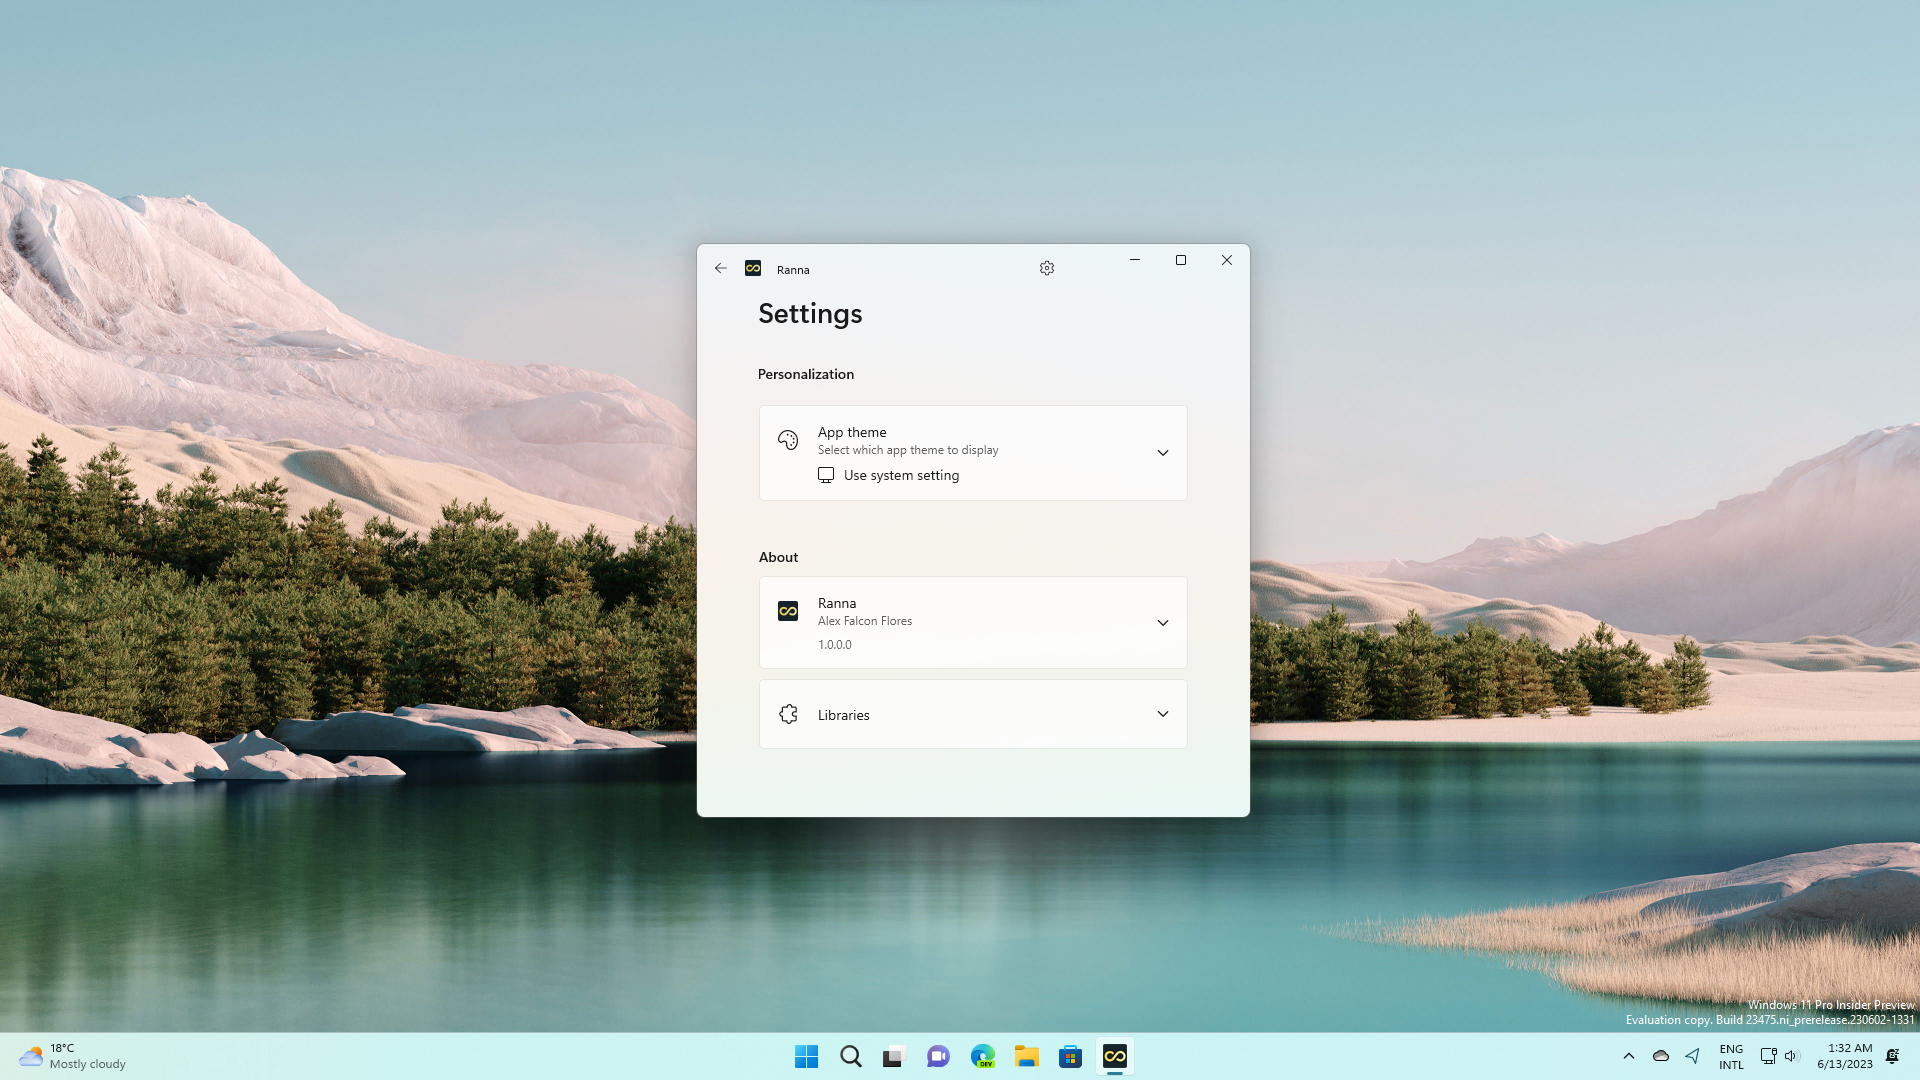 Ranna
Settings
Personalization
App theme
Select which app theme to display
Use system setting
About
Ranna
Alex Falcon Flores
1.0.0.0
Libraries
Windows 11 Pro Insider Preview
Evaluation copy. Build 23475.ni_prerelease.230602-1331
18°C
Mostly cloudy
DEV
ENG
INTL
1:32 AM
6/13/2023